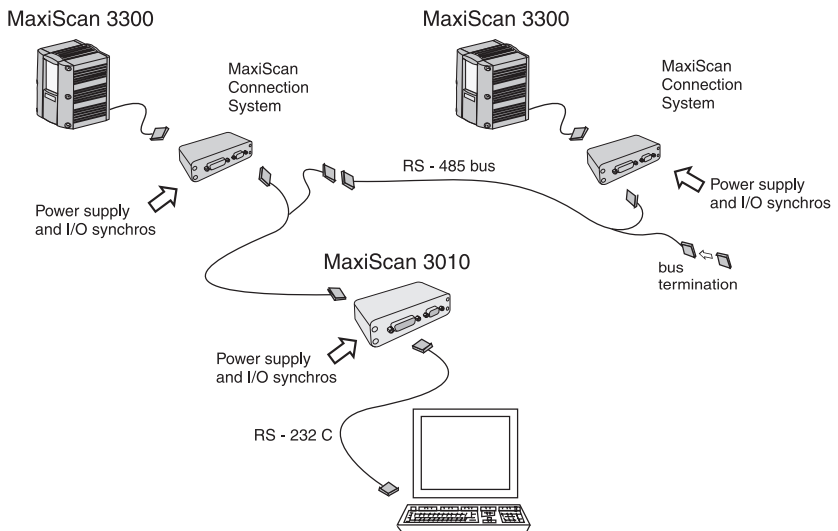 MaxiScan 3300
MaxiScan 3300
MaxiScan
Connection
System
MaxiScan
Connection
System
RS - 485 bus
Power supply
and I/O synchros
Power supply
and I/O synchros
MaxiScan 3010
bus
termination
Power supply
and I/O synchros
RS - 232 C